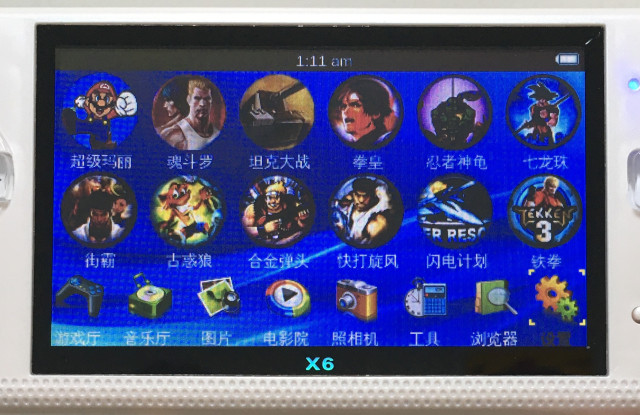 1:11 am
超级玛丽 魂斗罗 坦克大战 拳皇 忍者神龟 七龙珠
ER RESC
TEKKEN 3
街霸 古惑狼 合金弹头 快打旋风 闪电计划 铁拳
游戏厅 音乐厅 图片 电影院 照相机 工具 浏览器 设置
X6